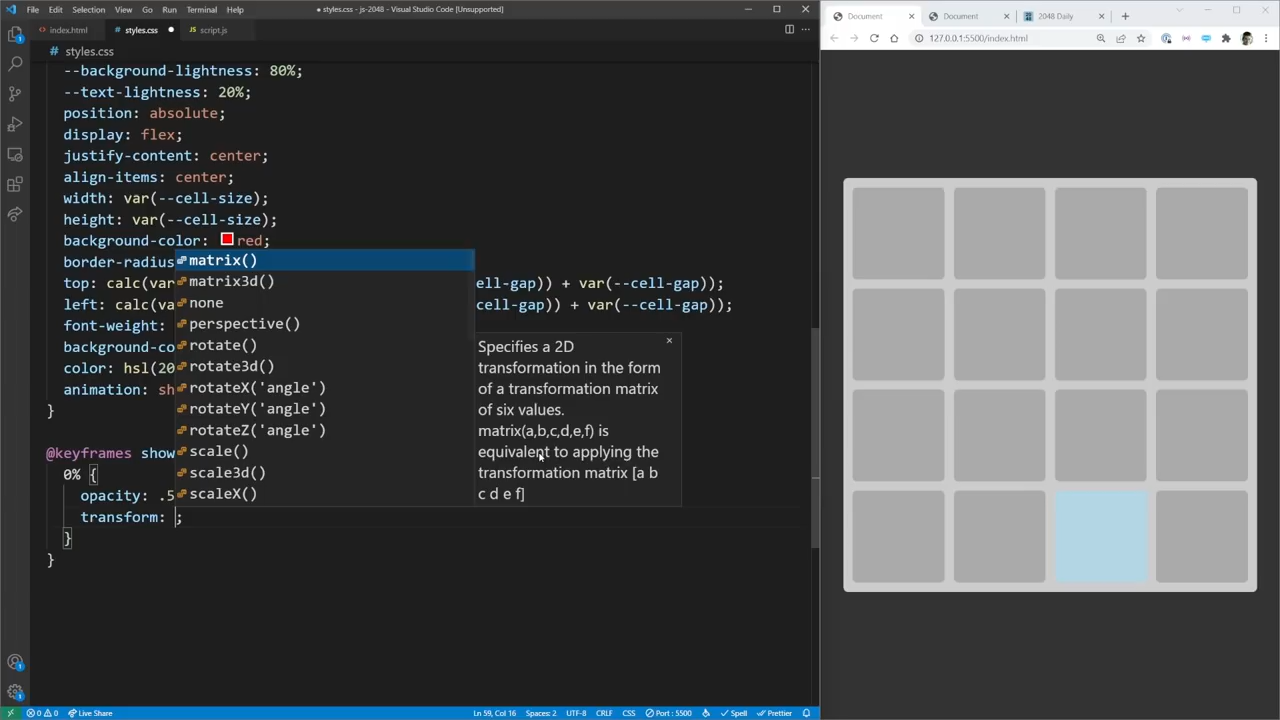 File Edit Selection View Go Run Terminal Help
• styles.css - js-2048 - Visual Studio Code [Unsupported]
index.html styles.css script.js
# styles.css
--background-lightness: 80%;
--text-lightness: 20%;
position: absolute;
display: flex;
justify-content: center;
align-items: center;
width: var(--cell-size);
height: var(--cell-size);
background-color: red;
border-radius
top: calc(var cell-gap)) + var(--cell-gap));
left: calc(var cell-gap)) + var(--cell-gap));
font-weight:
background-co
color: hsl(20
animation: sh
}
@keyframes show
0% {
opacity: .5
transform: ;
}
}
matrix()
matrix3d()
none
perspective()
rotate()
rotate3d()
rotateX('angle')
rotateY('angle')
rotateZ('angle')
scale()
scale3d()
scaleX()
Specifies a 2D
transformation in the form
of a transformation matrix
of six values.
matrix(a,b,c,d,e,f) is
equivalent to applying the
transformation matrix [a b
c d e f]
0 0 Live Share Ln 59, Col 16 Spaces: 2 UTF-8 CRLF CSS Port : 5500 Spell Prettier
Document Document 2048 Daily
127.0.0.1:5500/index.html